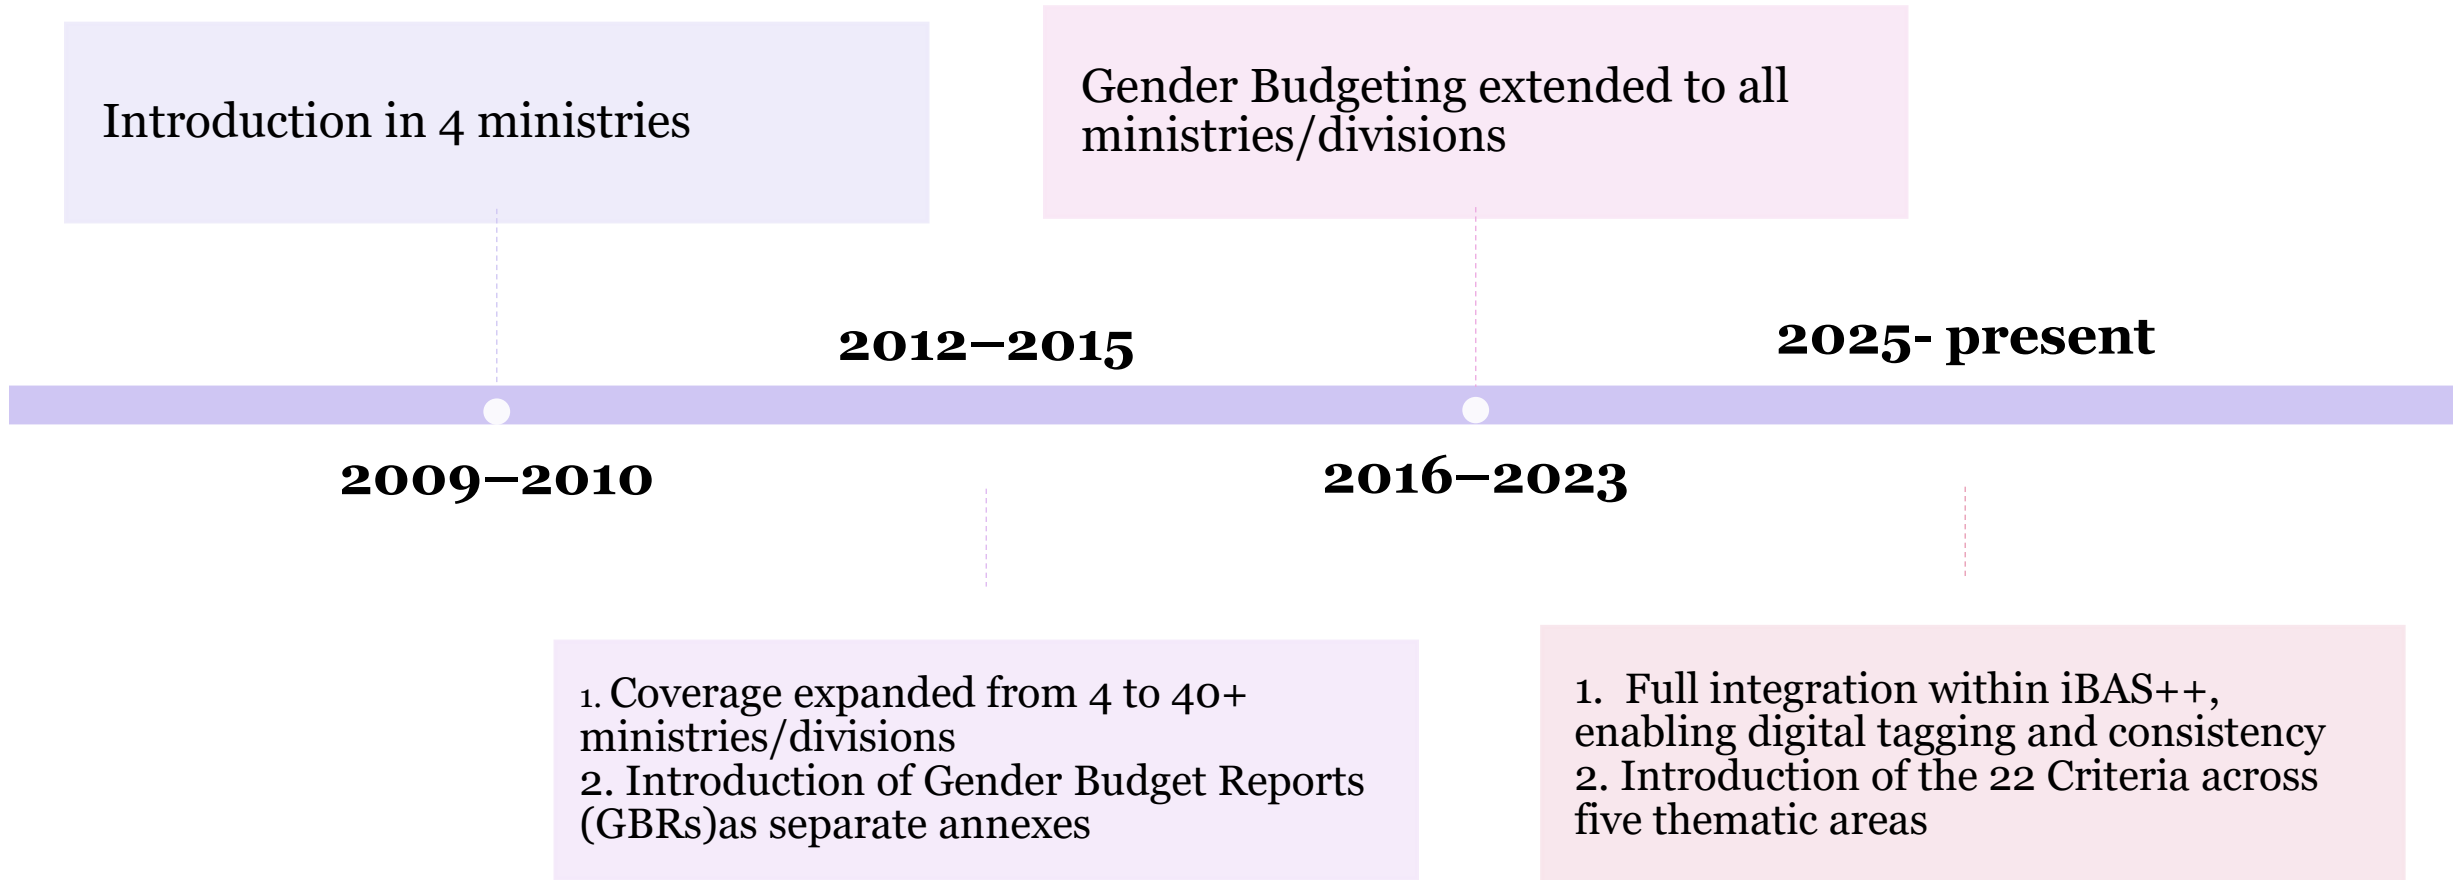 Introduction in 4 ministries
Gender Budgeting extended to all
ministries/divisions
2012–2015
2025- present
2009–2010
2016–2023
1. Coverage expanded from 4 to 40+
ministries/divisions
2. Introduction of Gender Budget Reports
(GBRs)as separate annexes
1.  Full integration within iBAS++,
enabling digital tagging and consistency
2. Introduction of the 22 Criteria across
five thematic areas